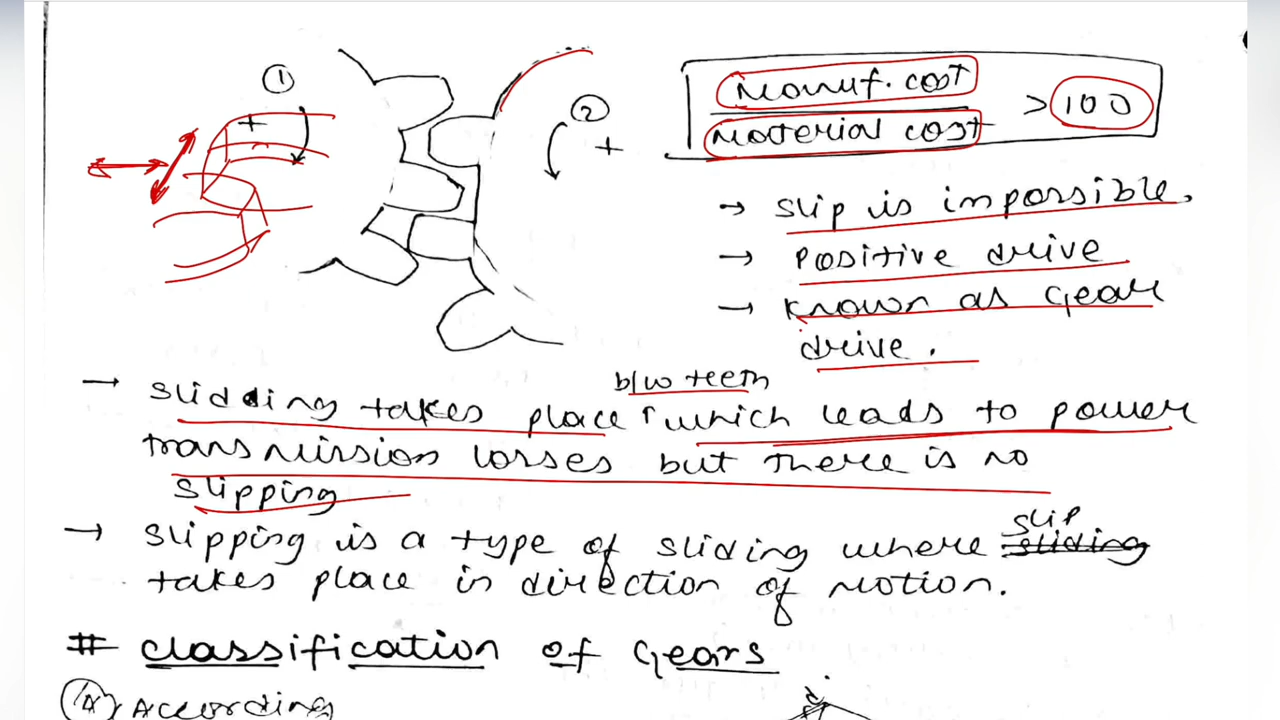 ①
②
+
+
Manuf. cost
Material cost
> 100
→ slip is impossible.
→ positive drive
→ known as Gear
drive.
b/w teeth
→ sliding takes place ↑ which leads to power
transmission losses but there is no
slipping
slip
→ slipping is a type of sliding where sliding
takes place in direction of motion.
# classification of Gears
According